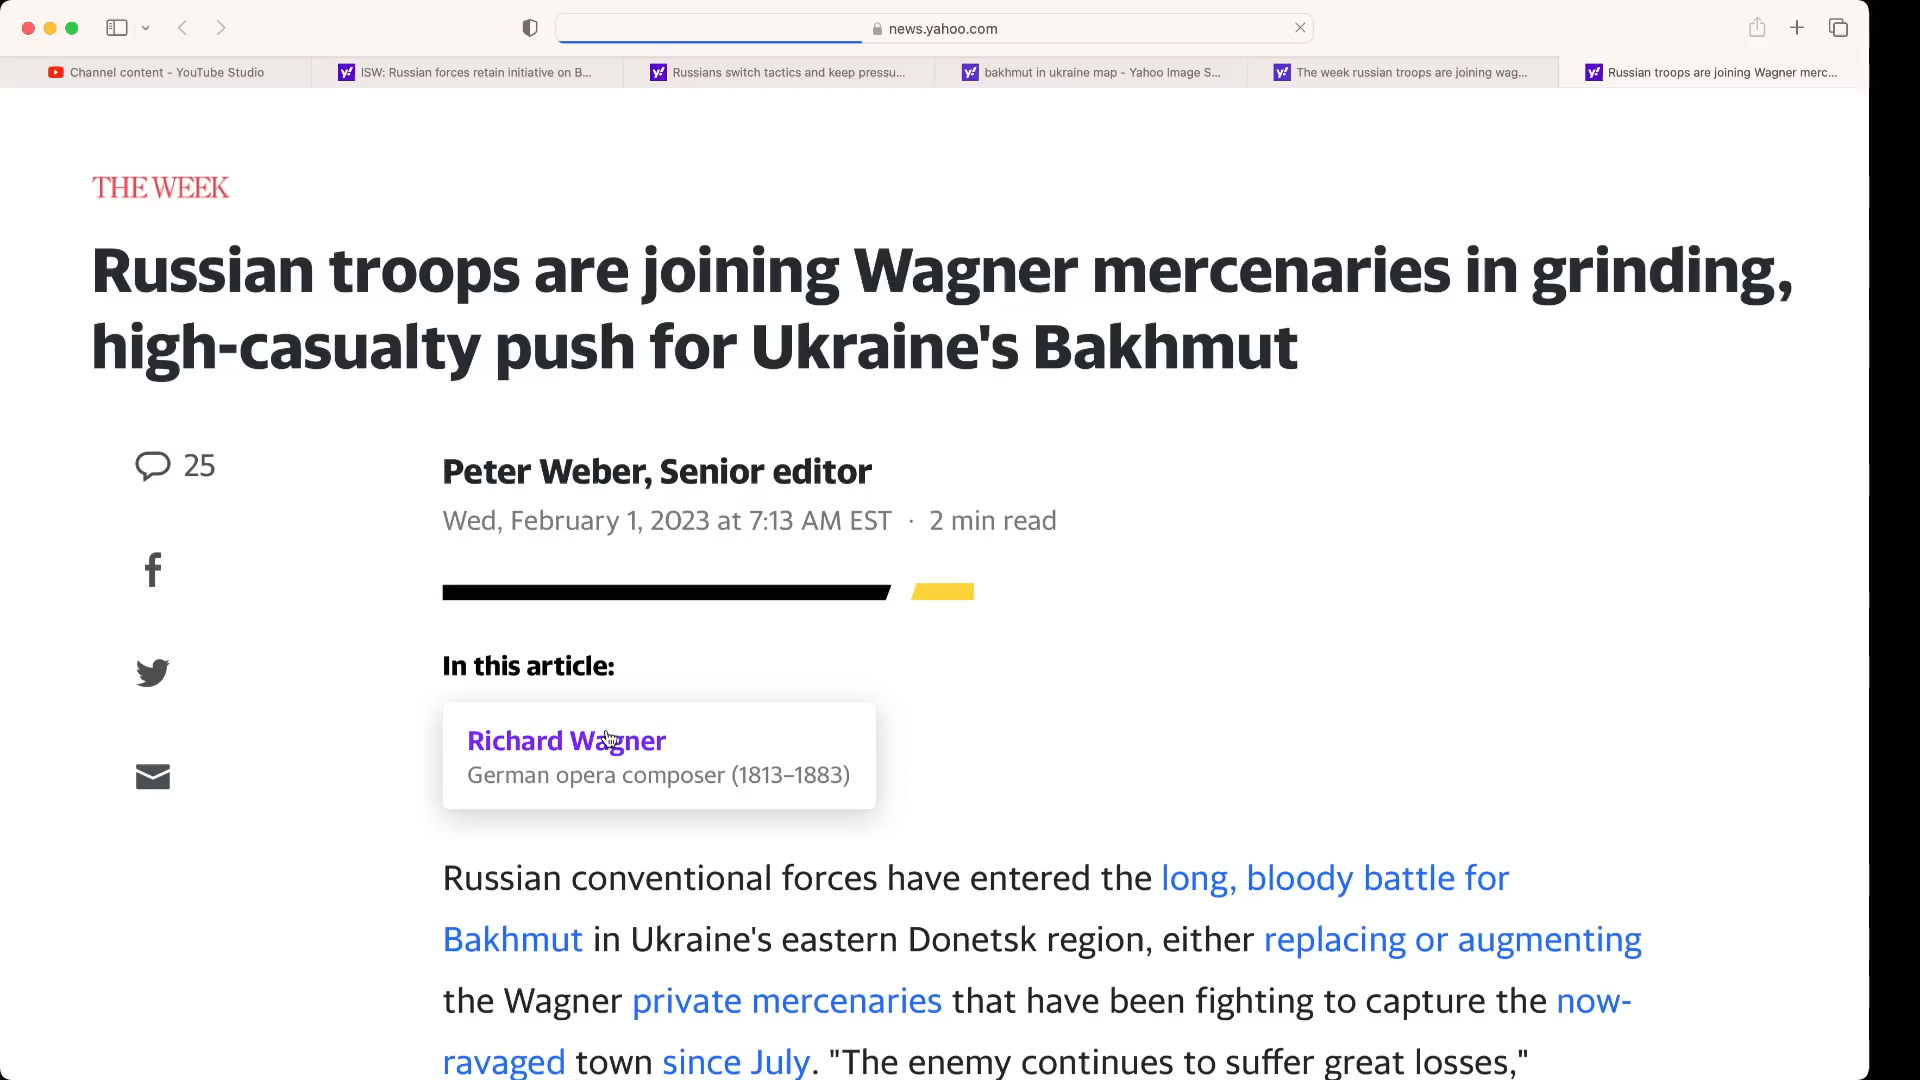 news.yahoo.com
Channel content - YouTube Studio
ISW: Russian forces retain initiative on B...
Russians switch tactics and keep pressu...
bakhmut in ukraine map - Yahoo Image S...
The week russian troops are joining wag...
Russian troops are joining Wagner merc...
THE WEEK
Russian troops are joining Wagner mercenaries in grinding,
high-casualty push for Ukraine's Bakhmut
25
Peter Weber, Senior editor
Wed, February 1, 2023 at 7:13 AM EST · 2 min read
In this article:
Richard Wagner
German opera composer (1813–1883)
Russian conventional forces have entered the long, bloody battle for
Bakhmut in Ukraine's eastern Donetsk region, either replacing or augmenting
the Wagner private mercenaries that have been fighting to capture the now-
ravaged town since July. "The enemy continues to suffer great losses,"